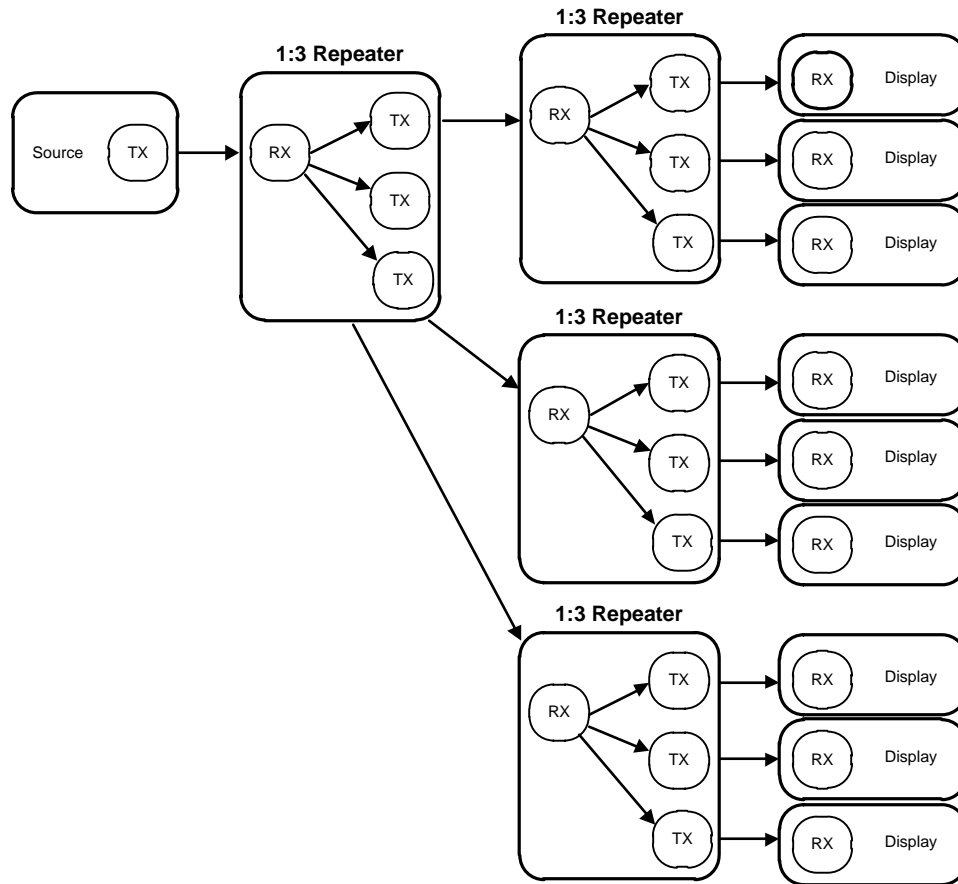 1:3 Repeater
1:3 Repeater
Source
TX
RX
TX
TX
TX
RX
TX
TX
TX
RX
Display
RX
Display
RX
Display
1:3 Repeater
RX
TX
TX
TX
RX
Display
RX
Display
RX
Display
1:3 Repeater
RX
TX
TX
TX
RX
Display
RX
Display
RX
Display